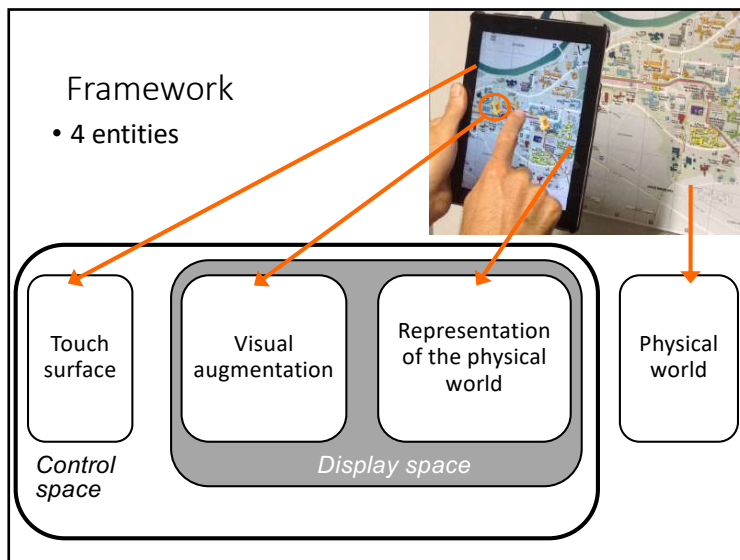 Framework
• 4 entities
Touch
surface
Visual
augmentation
Representation
of the physical
world
Physical
world
Control
space
Display space